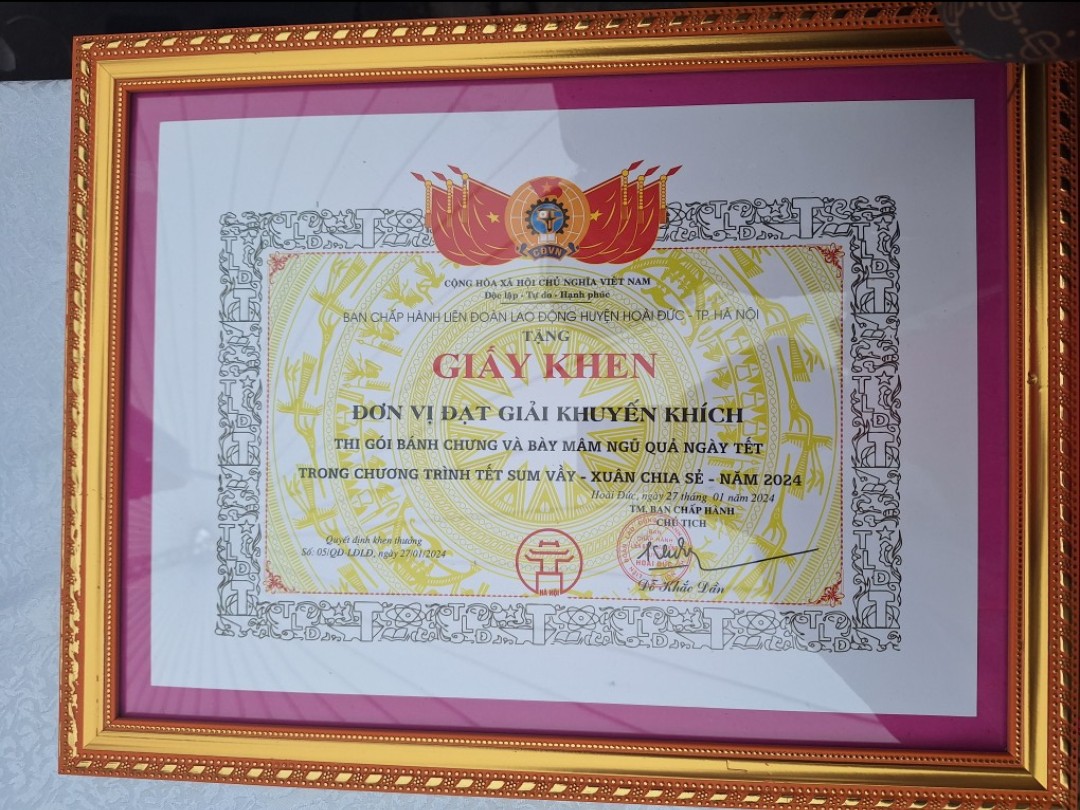 CĐVN
CỘNG HÒA XÃ HỘI CHỦ NGHĨA VIỆT NAM
Độc lập - Tự do - Hạnh phúc
BAN CHẤP HÀNH LIÊN ĐOÀN LAO ĐỘNG HUYỆN HOÀI ĐỨC - TP. HÀ NỘI
TẶNG
GIẤY KHEN
ĐƠN VỊ ĐẠT GIẢI KHUYẾN KHÍCH
THI GÓI BÁNH CHƯNG VÀ BÀY MÂM NGŨ QUẢ NGÀY TẾT
TRONG CHƯƠNG TRÌNH TẾT SUM VẦY - XUÂN CHIA SẺ - NĂM 2024
Hoài Đức, ngày 27 tháng 01 năm 2024
TM. BAN CHẤP HÀNH
CHỦ TỊCH
Quyết định khen thưởng
Số: 05/QĐ-LĐLĐ, ngày 27/01/2024
HÀ NỘI
HOÀI ĐỨC
Đỗ Khắc Dần